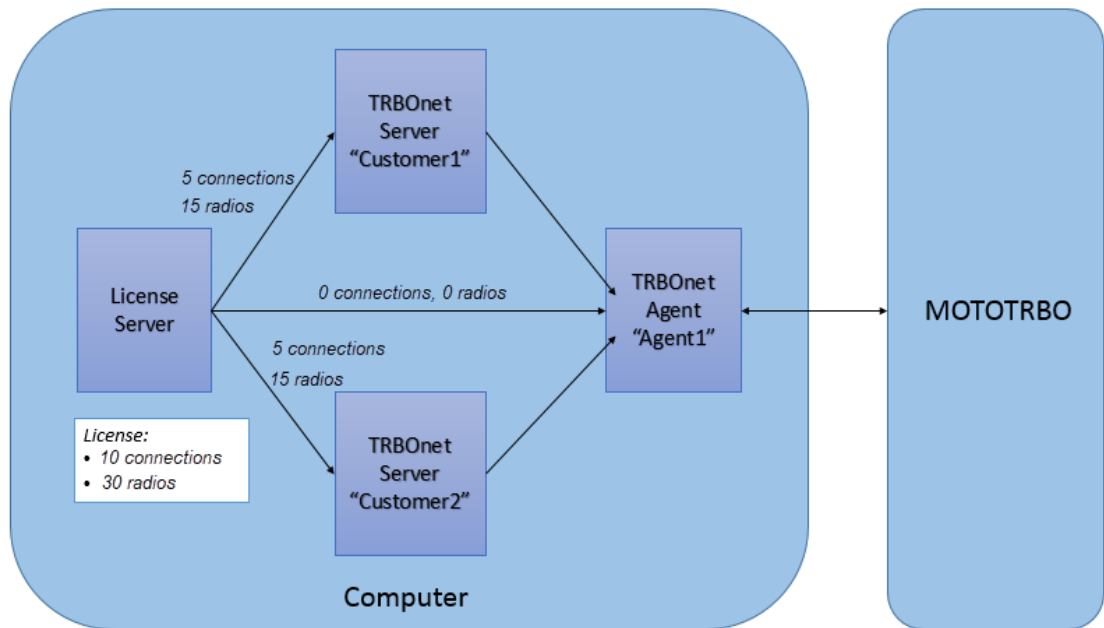 TRBOnet
Server
“Customer1”
5 connections
15 radios
License
Server
0 connections, 0 radios
TRBOnet
Agent
“Agent1”
MOTOTRBO
5 connections
15 radios
License:
• 10 connections
• 30 radios
TRBOnet
Server
“Customer2”
Computer